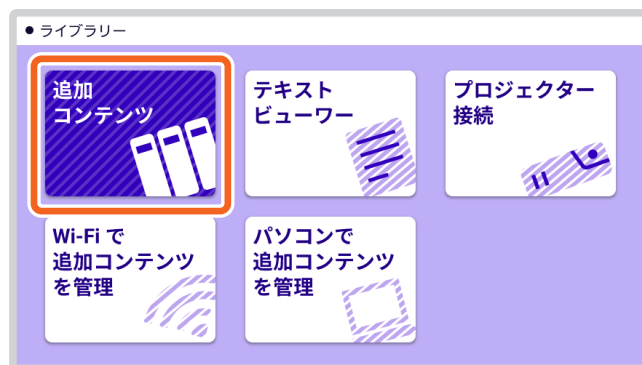 ● ライブラリー
追加
コンテンツ
テキスト
ビューワー
プロジェクター
接続
Wi-Fi で
追加コンテンツ
を管理
パソコンで
追加コンテンツ
を管理